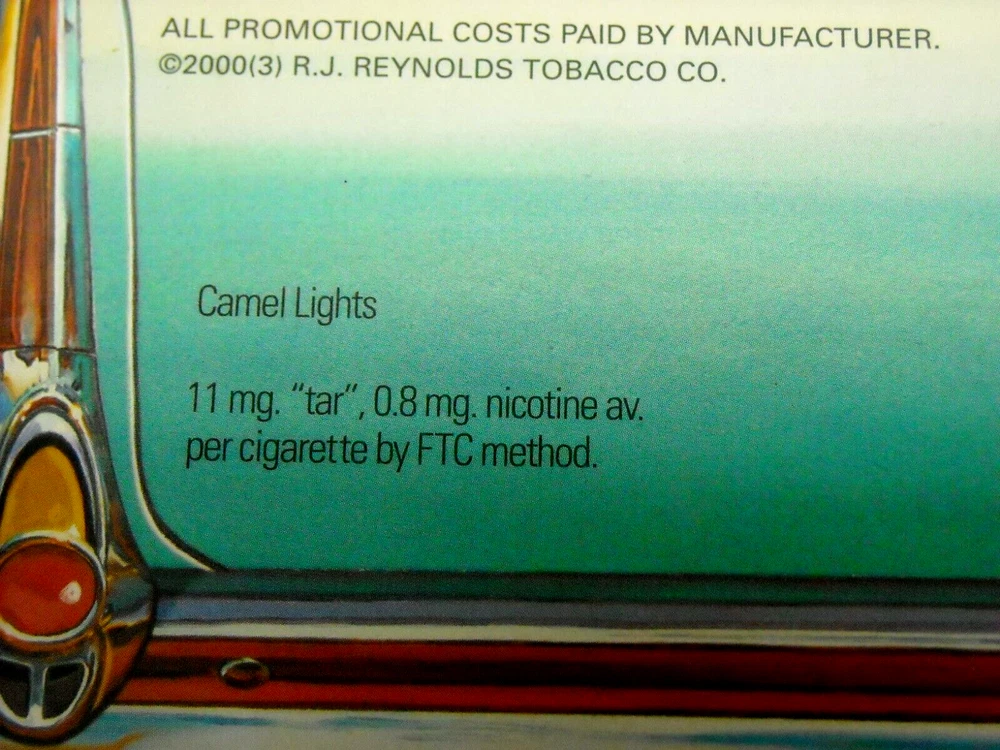 ALL PROMOTIONAL COSTS PAID BY MANUFACTURER.
©2000(3) R.J. REYNOLDS TOBACCO CO.
Camel Lights
11 mg. “tar”, 0.8 mg. nicotine av.
per cigarette by FTC method.